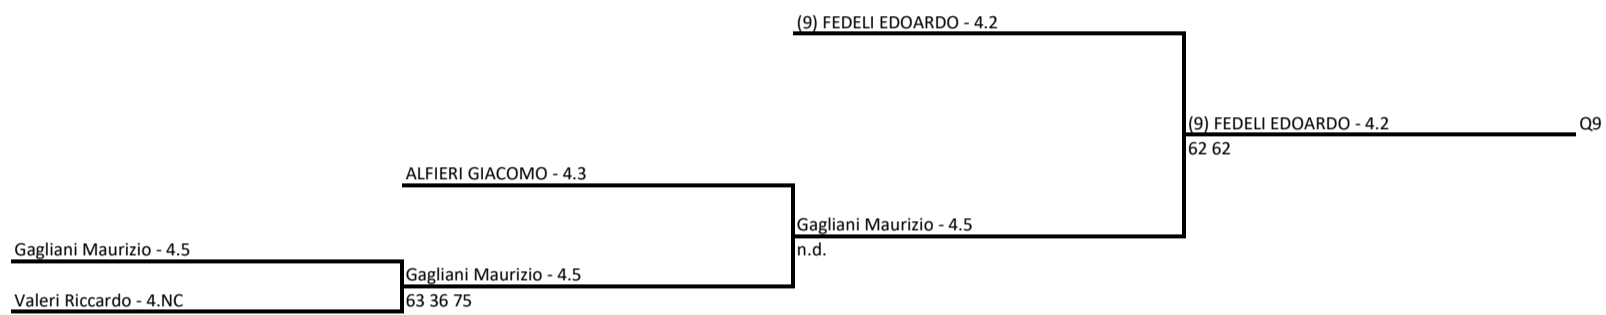 (9) FEDELI EDOARDO - 4.2
(9) FEDELI EDOARDO - 4.2
Q9
62 62
ALFIERI GIACOMO - 4.3
Gagliani Maurizio - 4.5
n.d.
Gagliani Maurizio - 4.5
Gagliani Maurizio - 4.5
63 36 75
Valeri Riccardo - 4.NC